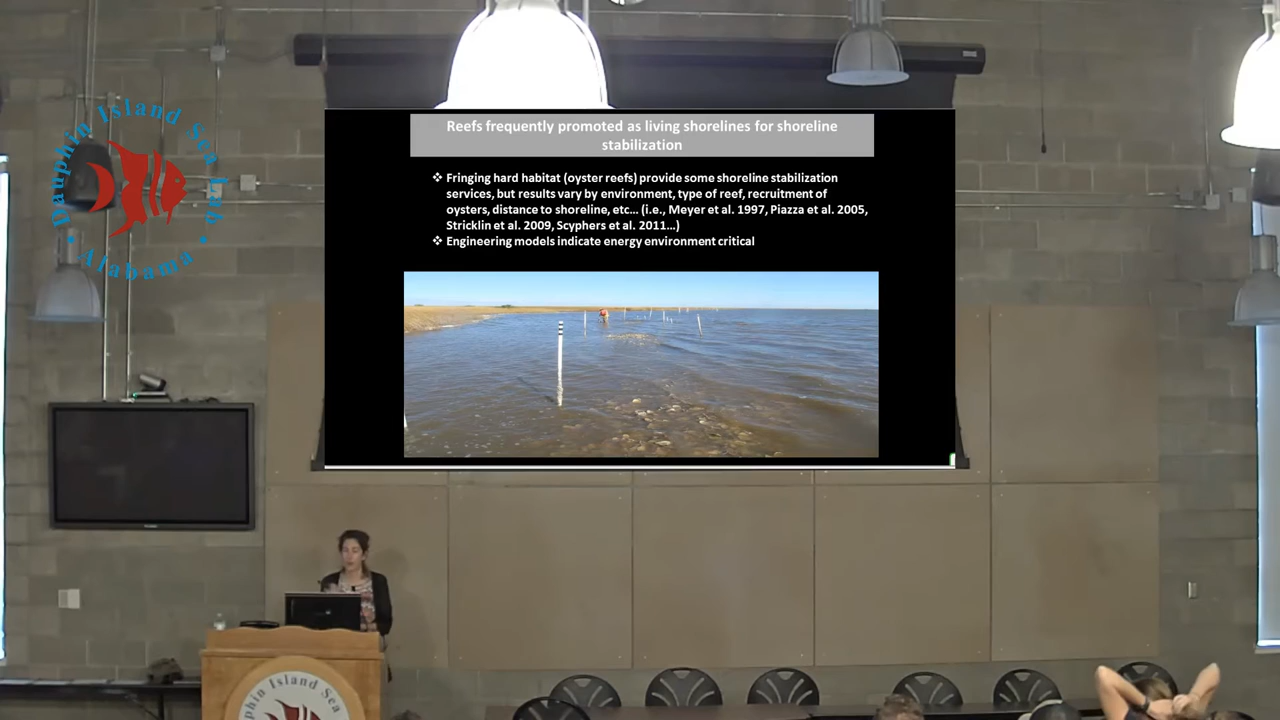 Dauphin Island Sea Lab
• Alabama •
Reefs frequently promoted as living shorelines for shoreline
stabilization
❖ Fringing hard habitat (oyster reefs) provide some shoreline stabilization
services, but results vary by environment, type of reef, recruitment of
oysters, distance to shoreline, etc... (i.e., Meyer et al. 1997, Piazza et al. 2005,
Stricklin et al. 2009, Scyphers et al. 2011...)
❖ Engineering models indicate energy environment critical
Dauphin Island Sea